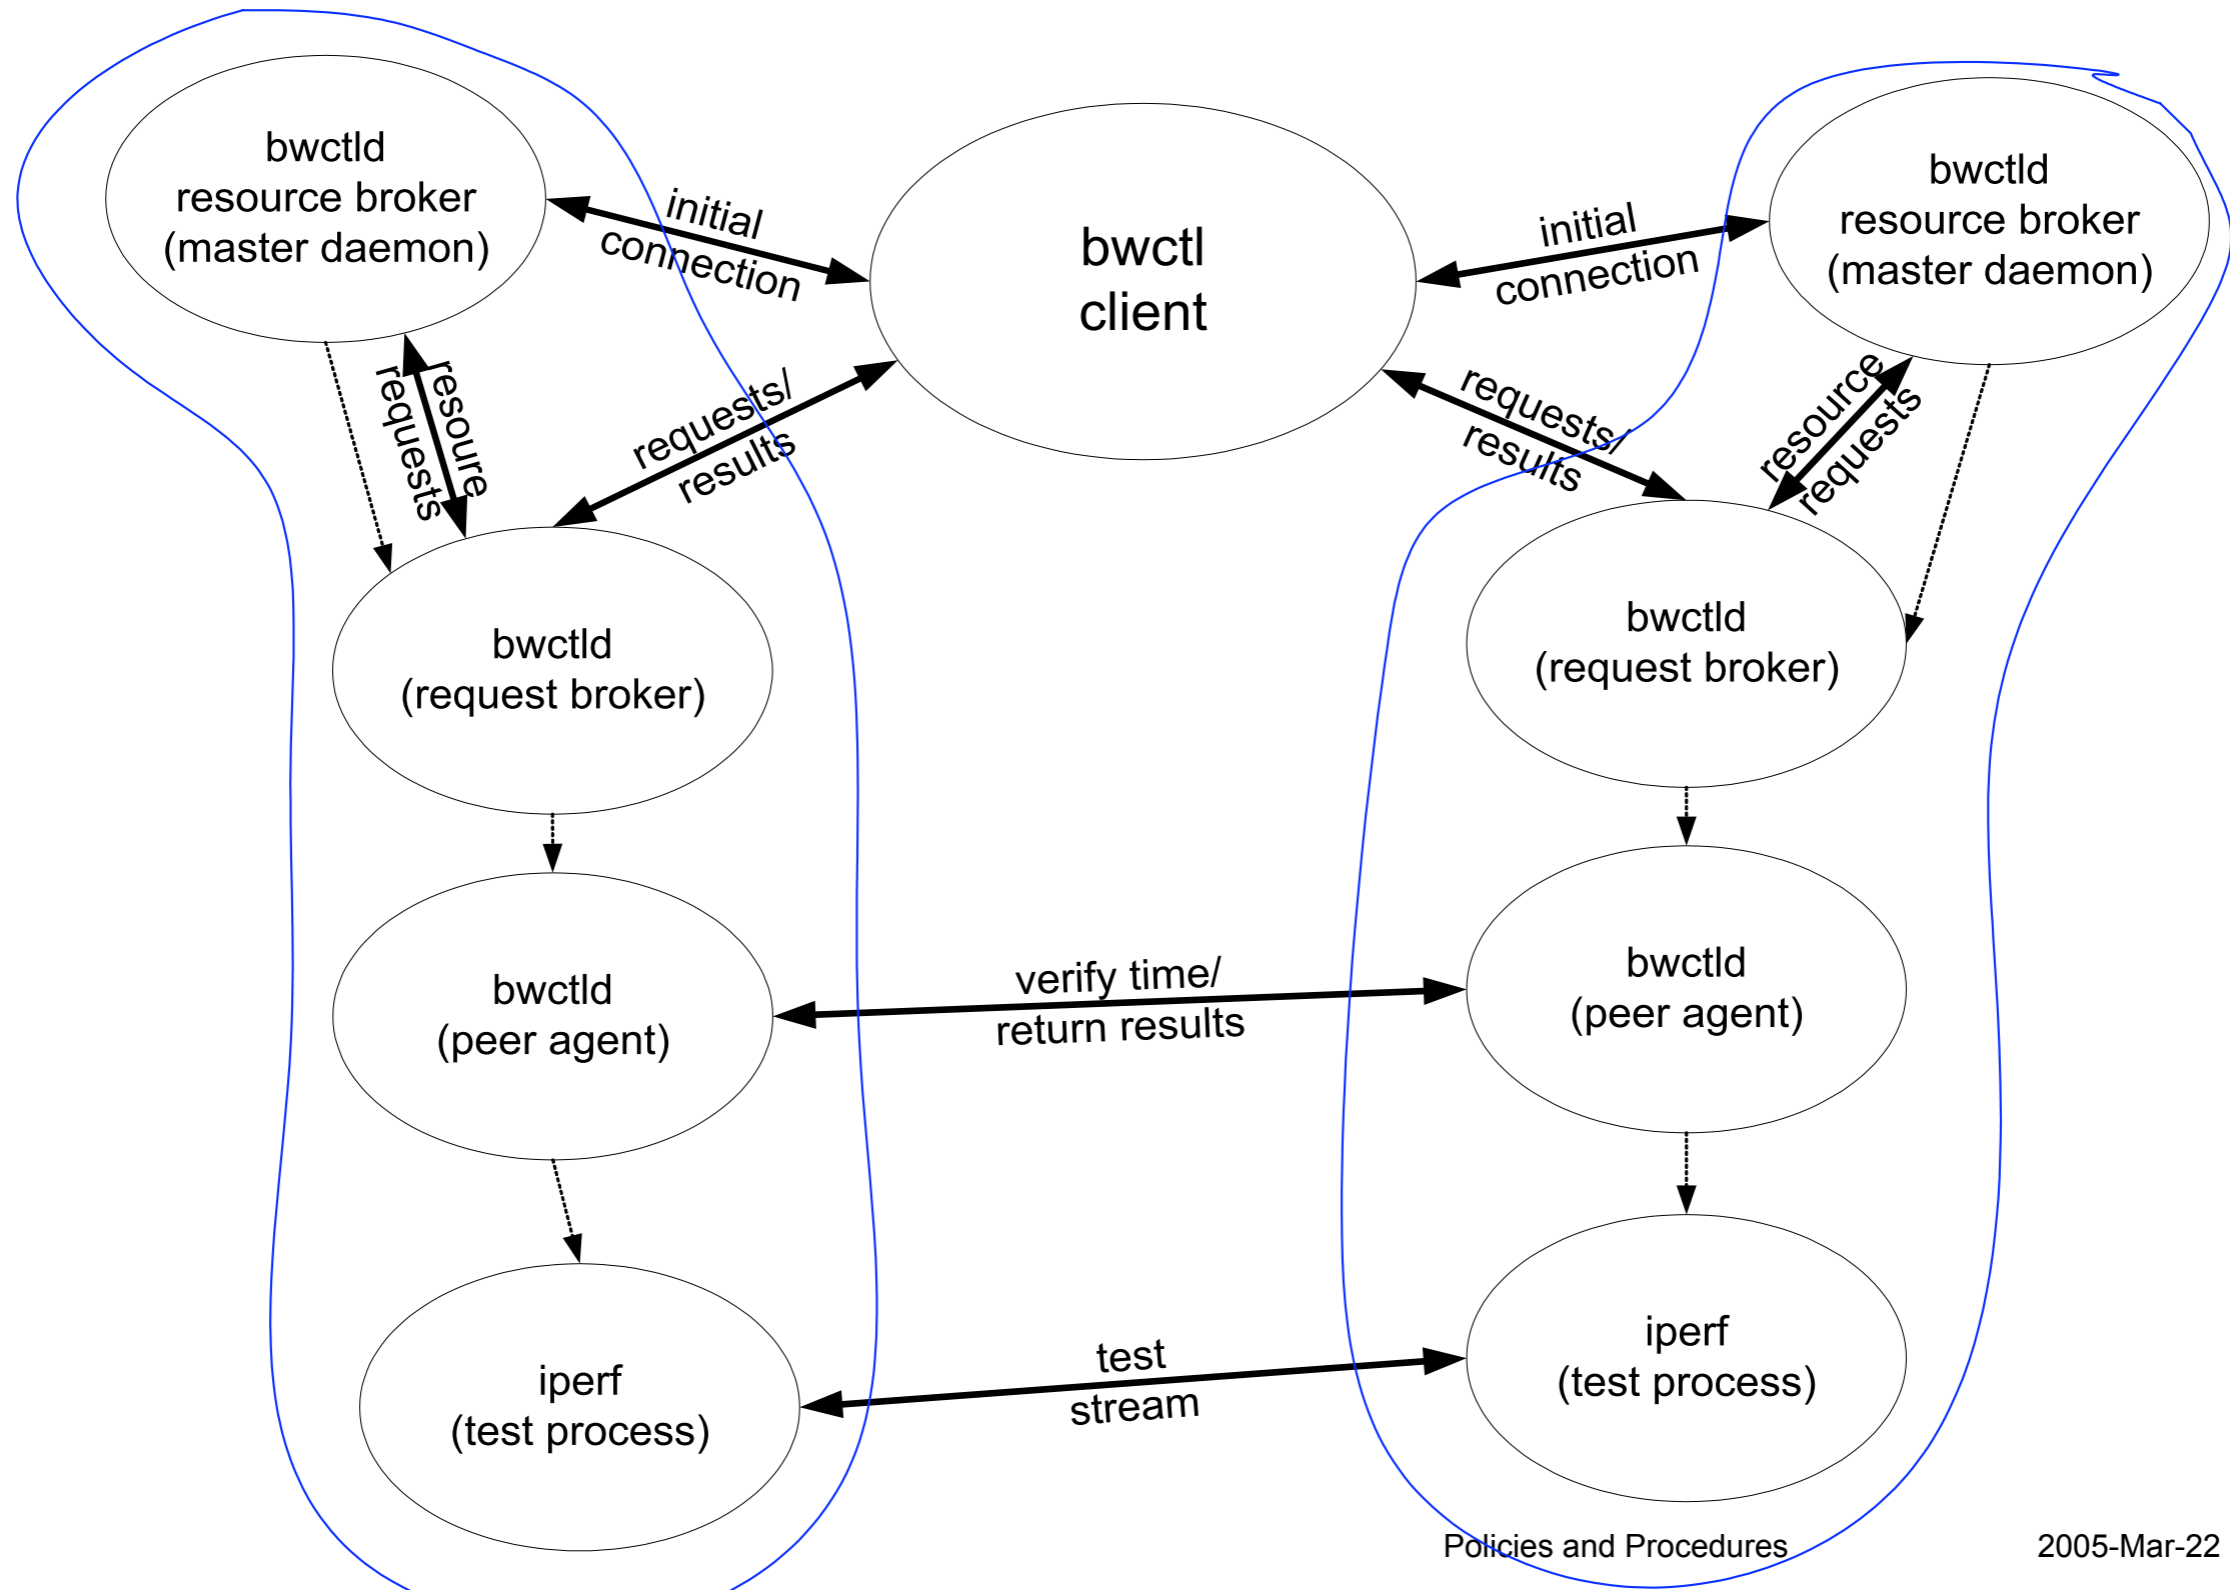 bwctld
resource broker
(master daemon)
initial
connection
bwctl
client
initial
connection
bwctld
resource broker
(master daemon)
resoure
requests
requests/
results
requests/
results
resource
requests
bwctld
(request broker)
bwctld
(request broker)
bwctld
(peer agent)
verify time/
return results
bwctld
(peer agent)
iperf
(test process)
test
stream
iperf
(test process)
Policies and Procedures
2005-Mar-22